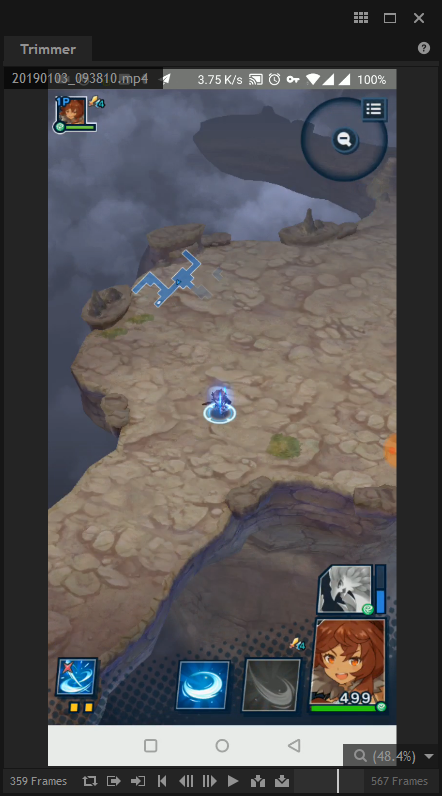 Trimmer
20190103_093810.mp4
3.75 K/s
100%
1P
4
4
499
(48.4%)
359 Frames
567 Frames